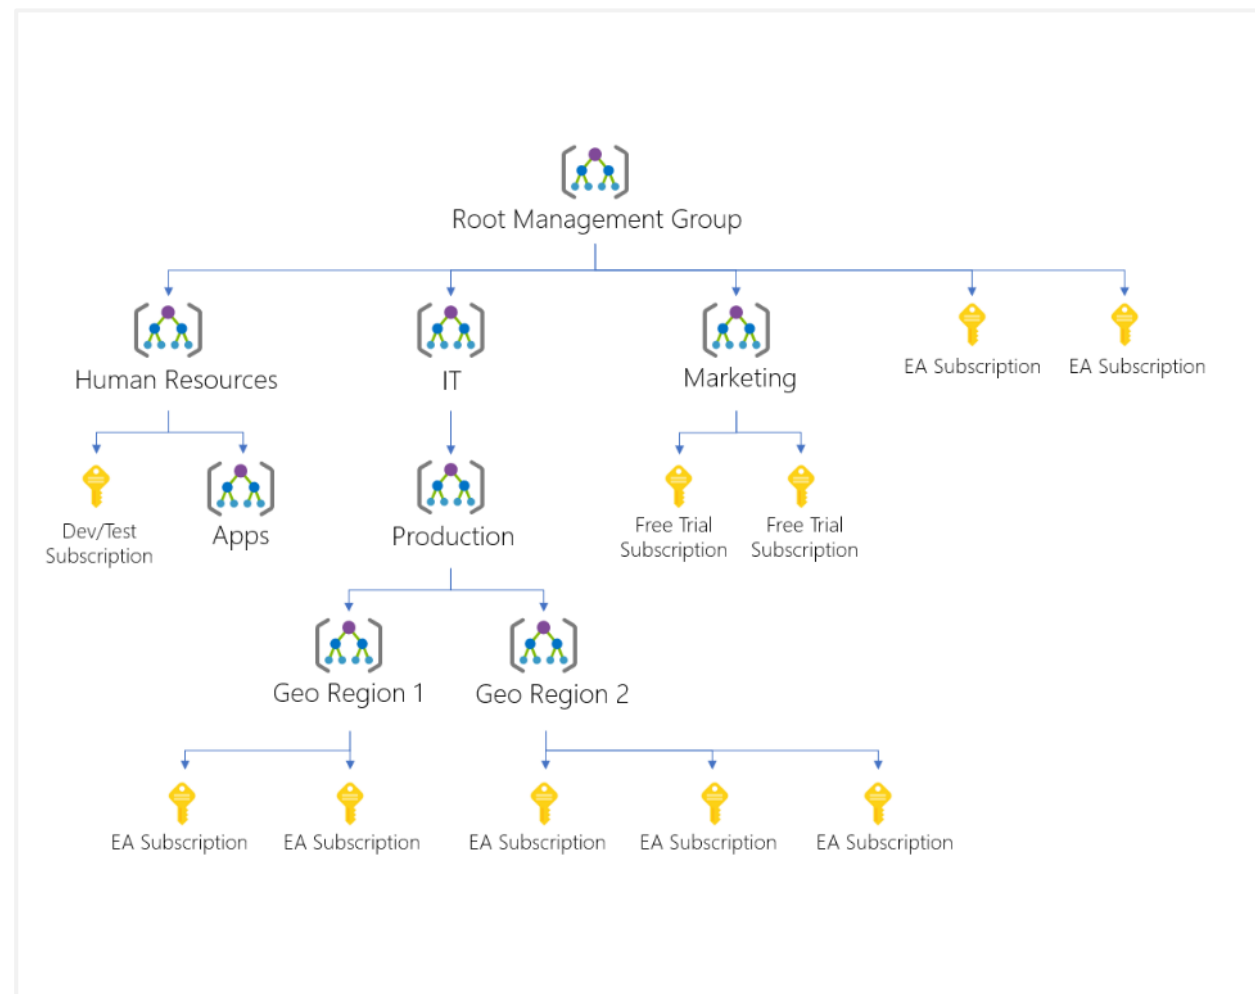 Root Management Group
Human Resources
IT
Marketing
EA Subscription
EA Subscription
Dev/Test
Subscription
Apps
Production
Free Trial
Subscription
Free Trial
Subscription
Geo Region 1
Geo Region 2
EA Subscription
EA Subscription
EA Subscription
EA Subscription
EA Subscription